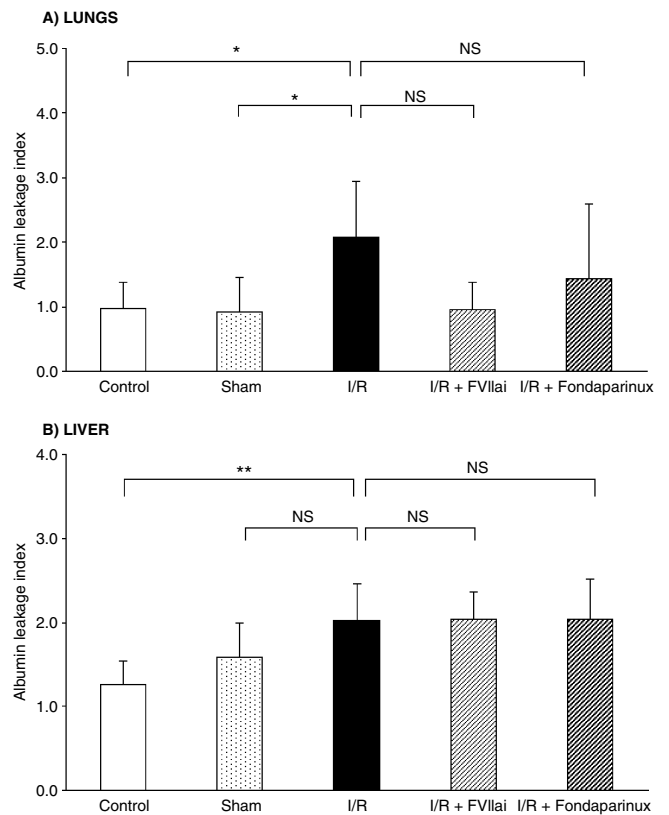 A) LUNGS
5.0
4.0
3.0
2.0
1.0
0.0
Albumin leakage index
*
NS
*
NS
Control
Sham
I/R
I/R + FVIIai
I/R + Fondaparinux
B) LIVER
4.0
3.0
2.0
1.0
0.0
Albumin leakage index
**
NS
NS
NS
Control
Sham
I/R
I/R + FVIIai
I/R + Fondaparinux